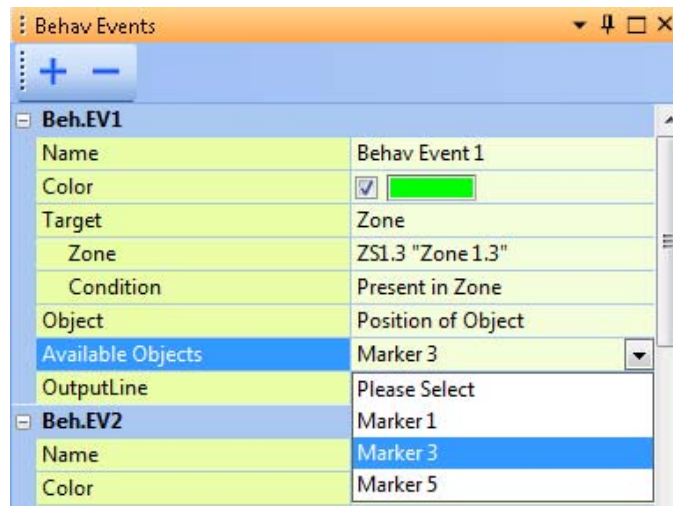 Behav Events
Beh.EV1
Name Behav Event 1
Color
Target Zone
Zone ZS1.3 "Zone 1.3"
Condition Present in Zone
Object Position of Object
Available Objects Marker 3
OutputLine Please Select
Beh.EV2 Marker 1
Name Marker 3
Color Marker 5